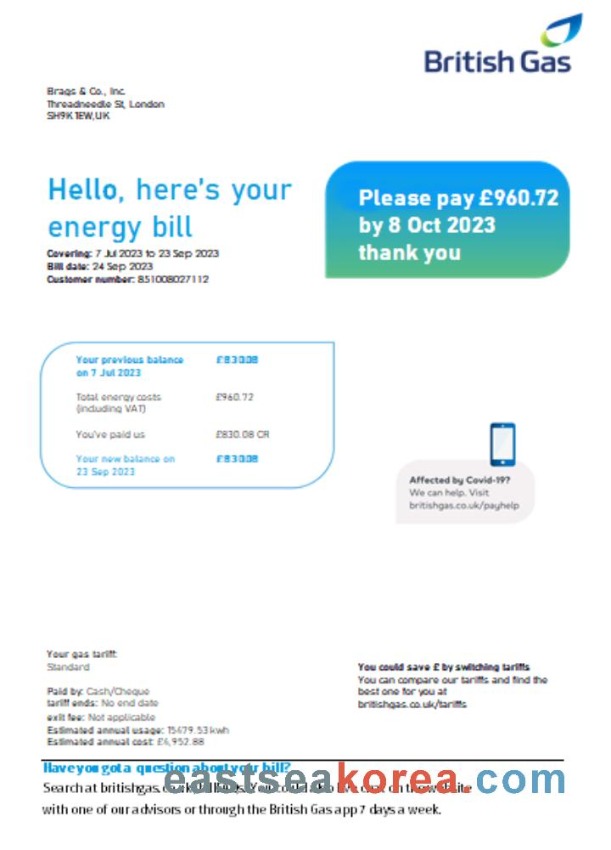 British Gas
Brags & Co., Inc.
Threadneedle St, London
SH9K 1EW,UK
Hello, here's your
energy bill
Covering: 7 Jul 2023 to 23 Sep 2023
Bill date: 24 Sep 2023
Customer number: 851008027112
Please pay £960.72
by 8 Oct 2023
thank you
Your previous balance £830.08
on 7 Jul 2023
Total energy costs £960.72
(including VAT)
You've paid us £830.08 CR
Your new balance on £830.08
23 Sep 2023
Affected by Covid-19?
We can help. Visit
britishgas.co.uk/payhelp
Your gas tariff:
Standard
Paid by: Cash/Cheque
tariff ends: No end date
exit fee: Not applicable
Estimated annual usage: 15479.53kwh
Estimated annual cost: £4,952.88
You could save £ by switching tariffs
You can compare our tariffs and find the
best one for you at
britishgas.co.uk/tariffs
Have you got a question about your bill?
eastseakorea.com
Search at britishgas. on the website
with one of our advisors or through the British Gas app 7 days a week.